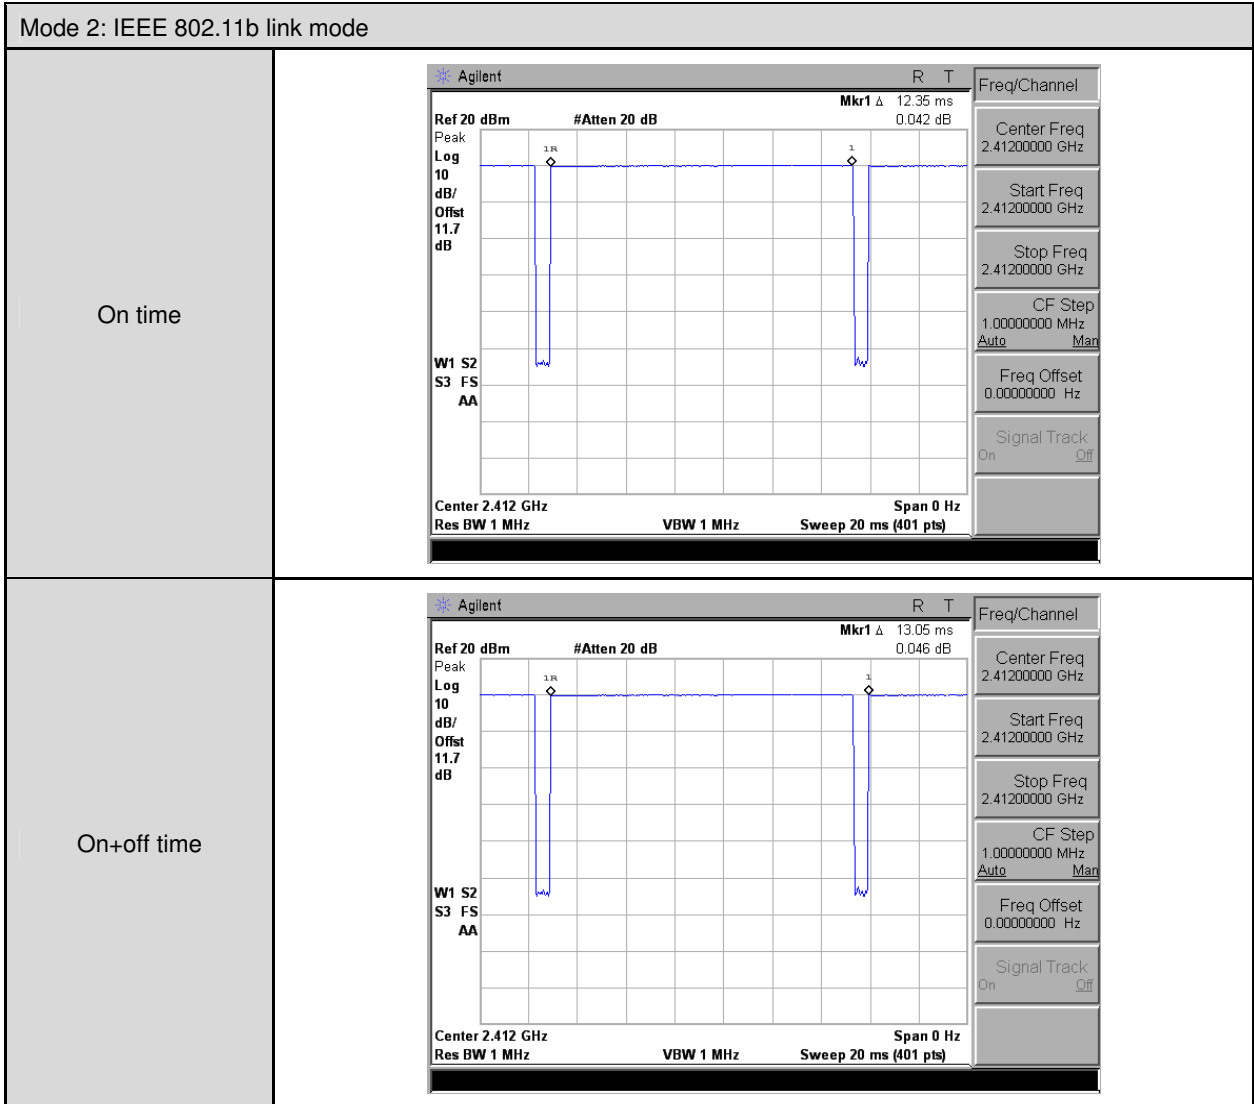 Mode 2: IEEE 802.11b link mode
On time
Agilent R T
Mkr1 Δ 12.35 ms
Ref 20 dBm #Atten 20 dB 0.042 dB
Peak
Log
10
dB/
Offst
11.7
dB
1R 1
W1 S2
S3 FS
AA
Center 2.412 GHz Span 0 Hz
Res BW 1 MHz VBW 1 MHz Sweep 20 ms (401 pts)
Freq/Channel
Center Freq
2.41200000 GHz
Start Freq
2.41200000 GHz
Stop Freq
2.41200000 GHz
CF Step
1.00000000 MHz
Auto Man
Freq Offset
0.00000000 Hz
Signal Track
On Off
On+off time
Agilent R T
Mkr1 Δ 13.05 ms
Ref 20 dBm #Atten 20 dB 0.046 dB
Peak
Log
10
dB/
Offst
11.7
dB
1R 1
W1 S2
S3 FS
AA
Center 2.412 GHz Span 0 Hz
Res BW 1 MHz VBW 1 MHz Sweep 20 ms (401 pts)
Freq/Channel
Center Freq
2.41200000 GHz
Start Freq
2.41200000 GHz
Stop Freq
2.41200000 GHz
CF Step
1.00000000 MHz
Auto Man
Freq Offset
0.00000000 Hz
Signal Track
On Off